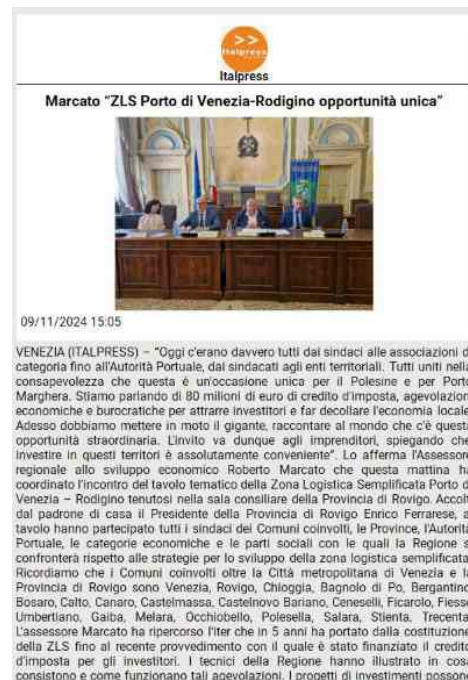 >>
Italpress
Italpress
Marcato “ZLS Porto di Venezia-Rodigino opportunità unica”
09/11/2024 15:05
VENEZIA (ITALPRESS) – “Oggi c'erano davvero tutti dai sindaci alle associazioni d
categoria fino all'Autorità Portuale, dai sindacati agli enti territoriali. Tutti uniti nella
consapevolezza che questa è un'occasione unica per il Polesine e per Porto
Marghera. Stiamo parlando di 80 milioni di euro di credito d'imposta, agevolazion
economiche e burocratiche per attrarre investitori e far decollare l'economia locale
Adesso dobbiamo mettere in moto il gigante, raccontare al mondo che c'è questa
opportunità straordinaria. L'invito va dunque agli imprenditori, spiegando che
investire in questi territori è assolutamente conveniente”. Lo afferma l'Assessore
regionale allo sviluppo economico Roberto Marcato che questa mattina ha
coordinato l'incontro del tavolo tematico della Zona Logistica Semplificata Porto d
Venezia – Rodigino tenutosi nella sala consiliare della Provincia di Rovigo. Accolt
dal padrone di casa il Presidente della Provincia di Rovigo Enrico Ferrarese, a
tavolo hanno partecipato tutti i sindaci dei Comuni coinvolti, le Province, l'Autorità
Portuale, le categorie economiche e le parti sociali con le quali la Regione s
confronterà rispetto alle strategie per lo sviluppo della zona logistica semplificata
Ricordiamo che i Comuni coinvolti oltre la Città metropolitana di Venezia e la
Provincia di Rovigo sono Venezia, Rovigo, Chioggia, Bagnolo di Po, Bergantino
Bosaro, Calto, Canaro, Castelmassa, Castelnovo Bariano, Ceneselli, Ficarolo, Fiesso
Umbertiano, Gaiba, Melara, Occhiobello, Polesella, Salara, Stienta, Trecenta
L'assessore Marcato ha ripercorso l'iter che in 5 anni ha portato dalla costituzione
della ZLS fino al recente provvedimento con il quale è stato finanziato il credito
d'imposta per gli investitori. I tecnici della Regione hanno illustrato in cosa
consistono e come funzionano tali agevolazioni. I progetti di investimenti possono